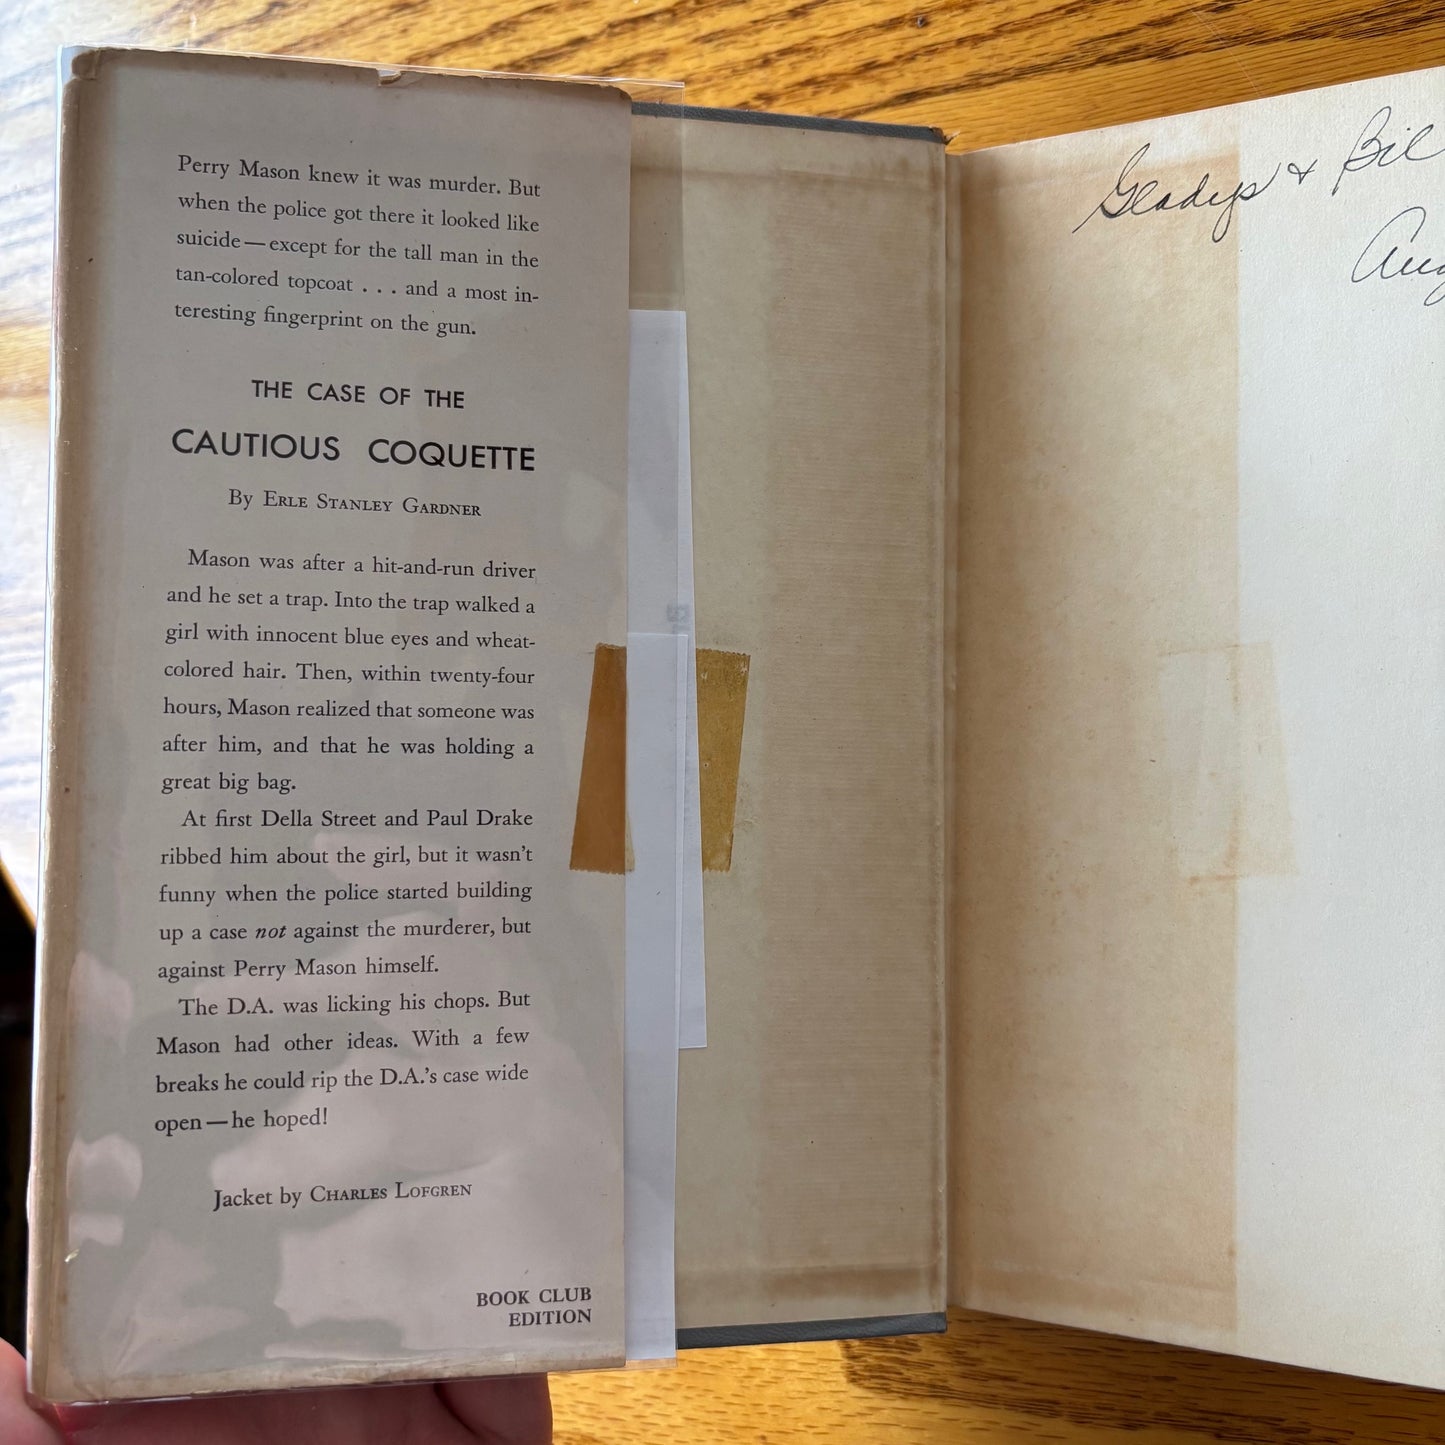 Perry Mason knew it was murder. But
when the police got there it looked like
suicide — except for the tall man in the
tan-colored topcoat . . . and a most in-
teresting fingerprint on the gun.
THE CASE OF THE
CAUTIOUS COQUETTE
By ERLE STANLEY GARDNER
Mason was after a hit-and-run driver
and he set a trap. Into the trap walked a
girl with innocent blue eyes and wheat-
colored hair. Then, within twenty-four
hours, Mason realized that someone was
after him, and that he was holding a
great big bag.
At first Della Street and Paul Drake
ribbed him about the girl, but it wasn't
funny when the police started building
up a case not against the murderer, but
against Perry Mason himself.
The D.A. was licking his chops. But
Mason had other ideas. With a few
breaks he could rip the D.A.'s case wide
open — he hoped!
Jacket by CHARLES LOFGREN
BOOK CLUB
EDITION
Gladys & Bil
Aug